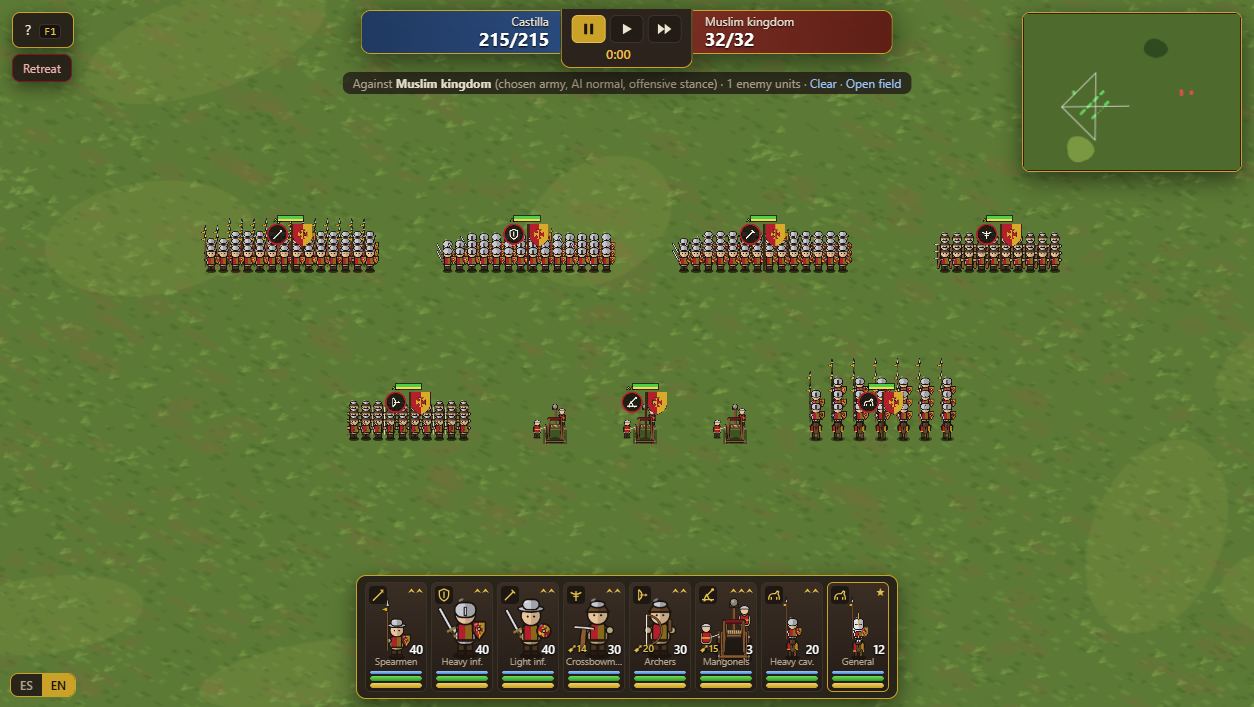 ? F1
Retreat
Castilla
215/215
0:00
Muslim kingdom
32/32
Against Muslim kingdom (chosen army, AI normal, offensive stance) · 1 enemy units · Clear · Open field
40
Spearmen
40
Heavy inf.
40
Light inf.
14 30
Crossbowm...
20 30
Archers
15 3
Mangonels
20
Heavy cav.
12
General
ES EN